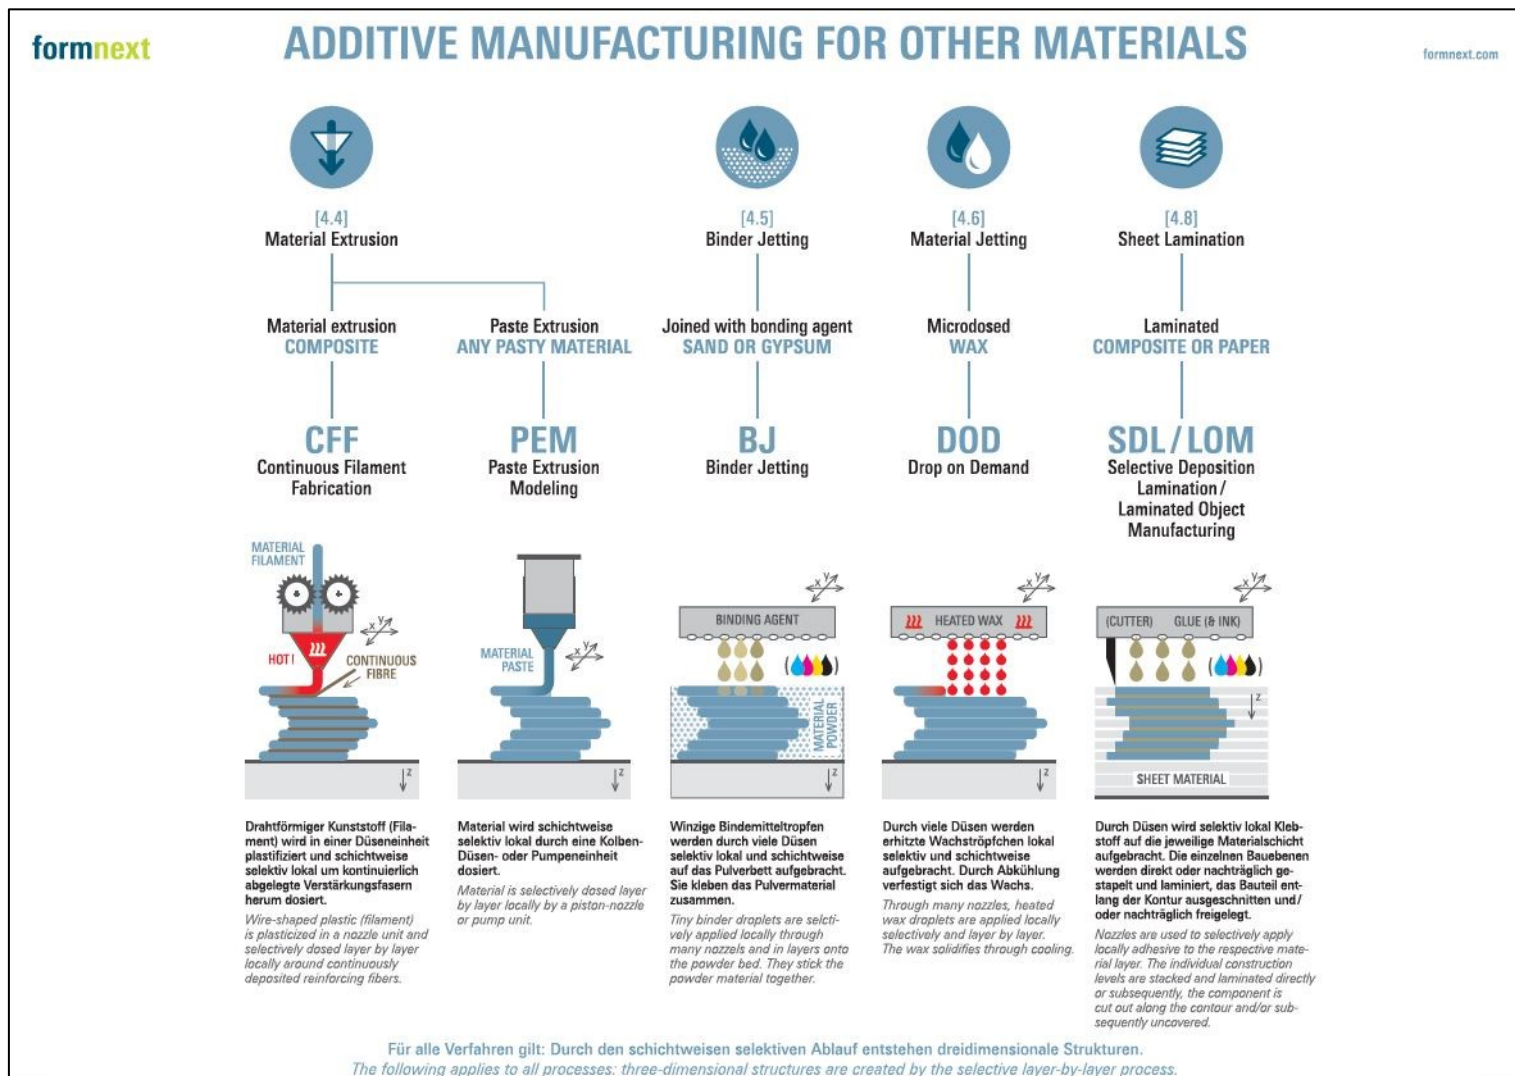 formnext
ADDITIVE MANUFACTURING FOR OTHER MATERIALS
formnext.com
[4.4]
Material Extrusion
[4.5]
Binder Jetting
[4.6]
Material Jetting
[4.8]
Sheet Lamination
Material extrusion
COMPOSITE
Paste Extrusion
ANY PASTY MATERIAL
Joined with bonding agent
SAND OR GYPSUM
Microdosed
WAX
Laminated
COMPOSITE OR PAPER
CFF
Continuous Filament
Fabrication
PEM
Paste Extrusion
Modeling
BJ
Binder Jetting
DOD
Drop on Demand
SDL / LOM
Selective Deposition
Lamination /
Laminated Object
Manufacturing
MATERIAL
FILAMENT
x y
HOT!
CONTINUOUS
FIBRE
z
MATERIAL
PASTE
x y
z
x y
BINDING AGENT
MATERIAL
POWDER
z
x y
HEATED WAX
z
x y
(CUTTER) GLUE (& INK)
z
SHEET MATERIAL
Drahtförmiger Kunststoff (Fila-
ment) wird in einer Düseneinheit
plastifiziert und schichtweise
selektiv lokal um kontinuierlich
abgelegte Verstärkungsfasern
herum dosiert.
Wire-shaped plastic (filament)
is plasticized in a nozzle unit and
selectively dosed layer by layer
locally around continuously
deposited reinforcing fibers.
Material wird schichtweise
selektiv lokal durch eine Kolben-
Düsen- oder Pumpeneinheit
dosiert.
Material is selectively dosed layer
by layer locally by a piston-nozzle
or pump unit.
Winzige Bindemitteltropfen
werden durch viele Düsen
selektiv lokal und schichtweise
auf das Pulverbett aufgebracht.
Sie kleben das Pulvermaterial
zusammen.
Tiny binder droplets are selcti-
vely applied locally through
many nozzels and in layers onto
the powder bed. They stick the
powder material together.
Durch viele Düsen werden
erhitzte Wachströpfchen lokal
selektiv und schichtweise
aufgebracht. Durch Abkühlung
verfestigt sich das Wachs.
Through many nozzles, heated
wax droplets are applied locally
selectively and layer by layer.
The wax solidifies through cooling.
Durch Düsen wird selektiv lokal Kleb-
stoff auf die jeweilige Materialschicht
aufgebracht. Die einzelnen Bauebenen
werden direkt oder nachträglich ge-
stapelt und laminiert, das Bauteil ent-
lang der Kontur ausgeschnitten und/
oder nachträglich freigelegt.
Nozzles are used to selectively apply
locally adhesive to the respective mate-
rial layer. The individual construction
levels are stacked and laminated directly
or subsequently, the component is
cut out along the contour and/or sub-
sequently uncovered.
Für alle Verfahren gilt: Durch den schichtweisen selektiven Ablauf entstehen dreidimensionale Strukturen.
The following applies to all processes: three-dimensional structures are created by the selective layer-by-layer process.